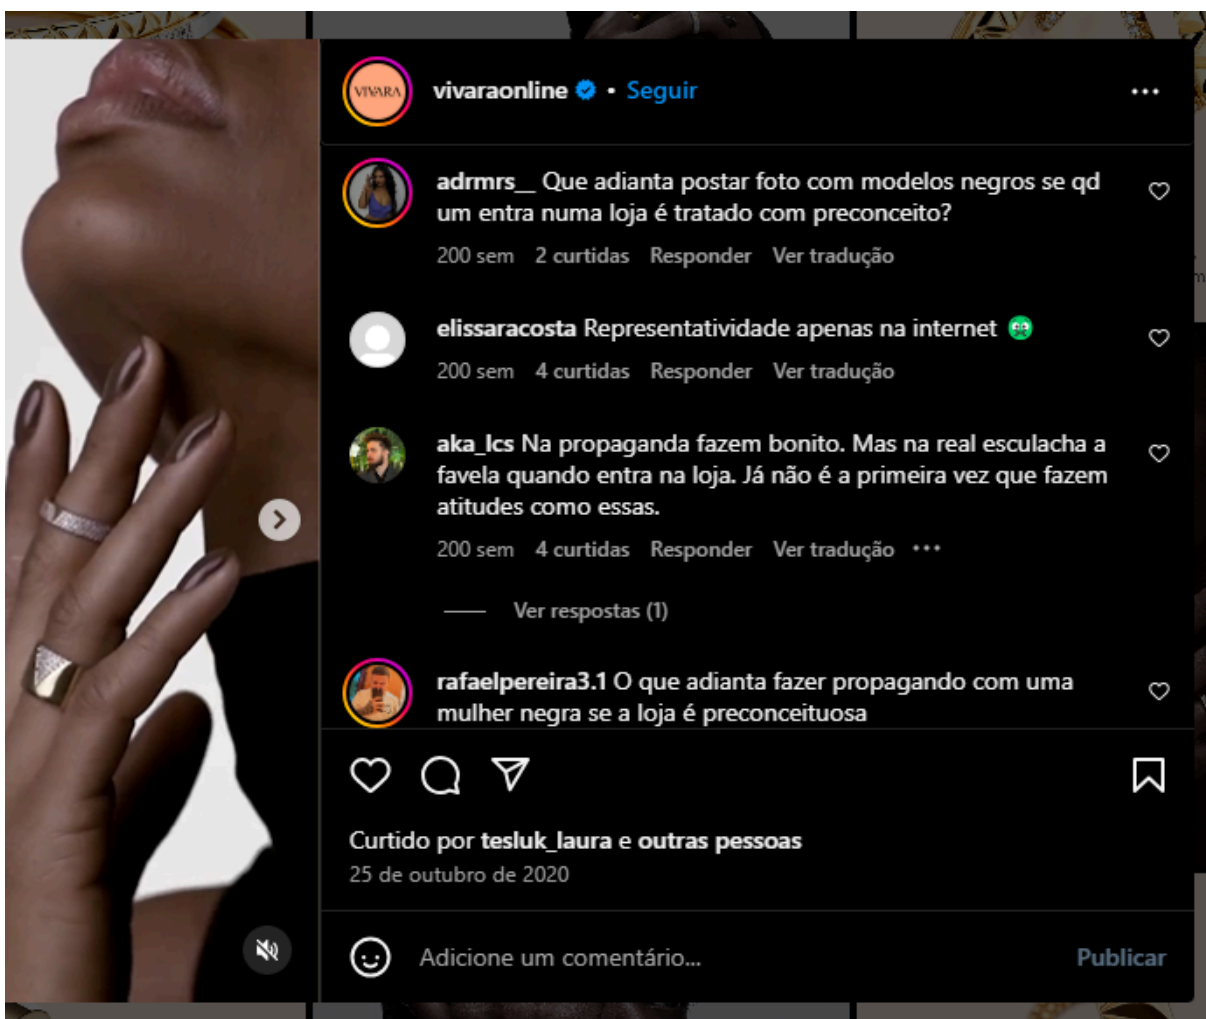 VIVARA
vivaraonline • Seguir
adrmrs__ Que adianta postar foto com modelos negros se qd
um entra numa loja é tratado com preconceito?
200 sem 2 curtidas Responder Ver tradução
elissaracosta Representatividade apenas na internet 🤢
200 sem 4 curtidas Responder Ver tradução
aka_lcs Na propaganda fazem bonito. Mas na real esculacha a
favela quando entra na loja. Já não é a primeira vez que fazem
atitudes como essas.
200 sem 4 curtidas Responder Ver tradução •••
Ver respostas (1)
rafaelpereira3.1 O que adianta fazer propagando com uma
mulher negra se a loja é preconceituosa
Curtido por tesluk_laura e outras pessoas
25 de outubro de 2020
Adicione um comentário...
Publicar